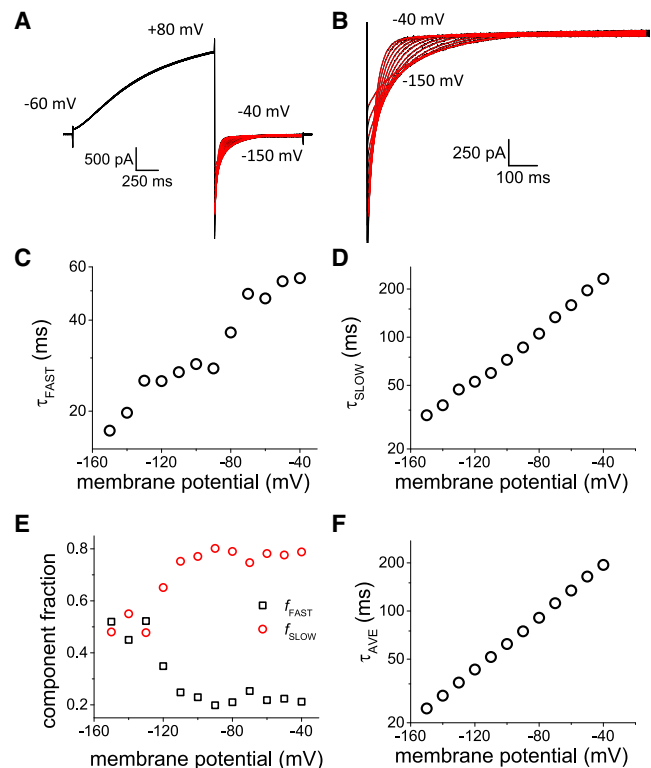 A
+80 mV
-60 mV
-40 mV
500 pA
-150 mV
250 ms
B
-40 mV
-150 mV
250 pA
100 ms
C
60
40
20
τFAST (ms)
-160 -120 -80 -40
membrane potential (mV)
D
200
100
50
20
τSLOW (ms)
-160 -120 -80 -40
membrane potential (mV)
E
0.8
0.6
0.4
0.2
component fraction
fFAST
fSLOW
-160 -120 -80 -40
membrane potential (mV)
F
200
100
50
20
τAVE (ms)
-160 -120 -80 -40
membrane potential (mV)